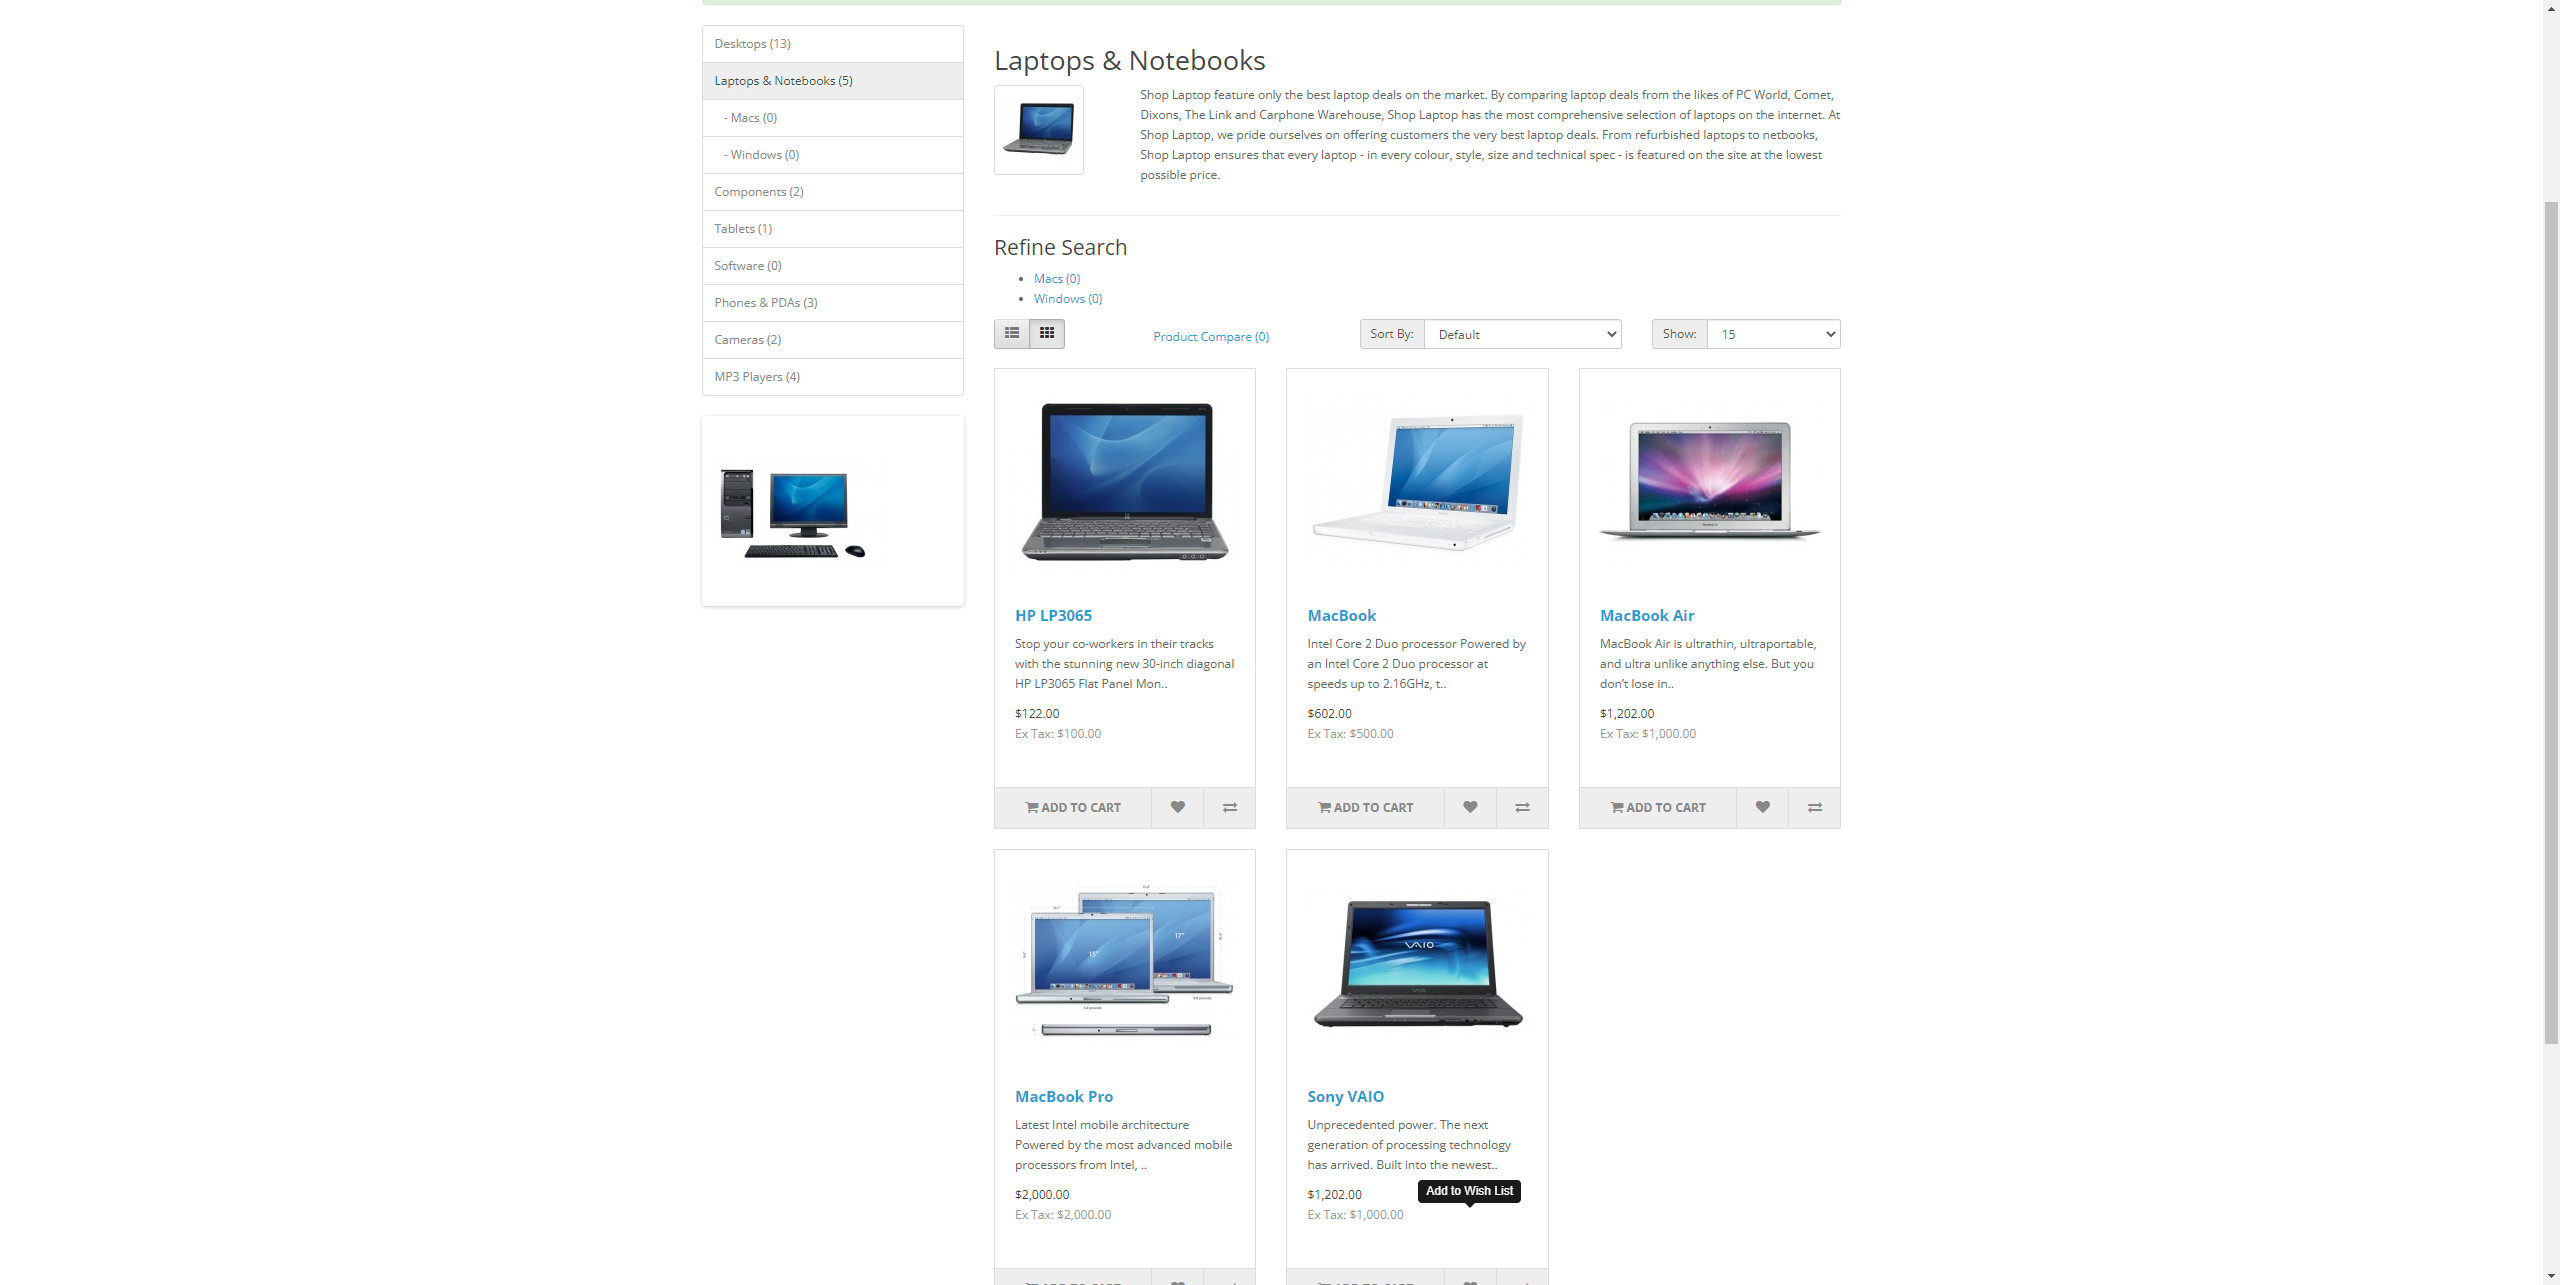 Desktops (13)
Laptops & Notebooks (5)
- Macs (0)
- Windows (0)
Components (2)
Tablets (1)
Software (0)
Phones & PDAs (3)
Cameras (2)
MP3 Players (4)
Laptops & Notebooks
Shop Laptop feature only the best laptop deals on the market. By comparing laptop deals from the likes of PC World, Comet,
Dixons, The Link and Carphone Warehouse, Shop Laptop has the most comprehensive selection of laptops on the internet. At
Shop Laptop, we pride ourselves on offering customers the very best laptop deals. From refurbished laptops to netbooks,
Shop Laptop ensures that every laptop - in every colour, style, size and technical spec - is featured on the site at the lowest
possible price.
Refine Search
Macs (0)
Windows (0)
Product Compare (0)
Sort By:
Default
Show:
15
HP LP3065
Stop your co-workers in their tracks
with the stunning new 30-inch diagonal
HP LP3065 Flat Panel Mon..
$122.00
Ex Tax: $100.00
ADD TO CART
MacBook
Intel Core 2 Duo processor Powered by
an Intel Core 2 Duo processor at
speeds up to 2.16GHz, t..
$602.00
Ex Tax: $500.00
ADD TO CART
MacBook Air
MacBook Air is ultrathin, ultraportable,
and ultra unlike anything else. But you
don't lose in..
$1,202.00
Ex Tax: $1,000.00
ADD TO CART
15"
17"
MacBook Pro
Latest Intel mobile architecture
Powered by the most advanced mobile
processors from Intel, ..
$2,000.00
Ex Tax: $2,000.00
VAIO
Sony VAIO
Unprecedented power. The next
generation of processing technology
has arrived. Built into the newest..
Add to Wish List
$1,202.00
Ex Tax: $1,000.00